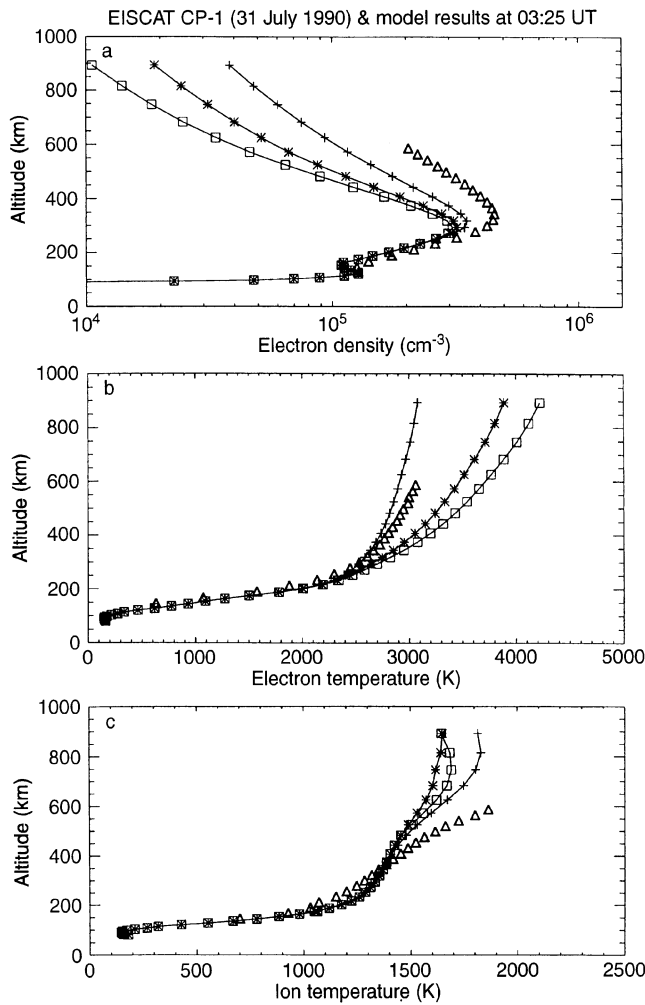 EISCAT CP-1 (31 July 1990) & model results at 03:25 UT
a
1000
800
600
400
200
0
Altitude (km)
10^4 10^5 10^6
Electron density (cm^-3)
b
1000
800
600
400
200
0
Altitude (km)
0 1000 2000 3000 4000 5000
Electron temperature (K)
c
1000
800
600
400
200
0
Altitude (km)
0 500 1000 1500 2000 2500
Ion temperature (K)